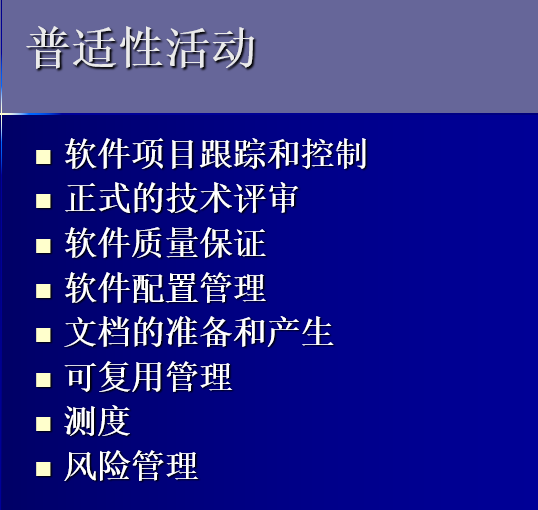 普适性活动
软件项目跟踪和控制
正式的技术评审
软件质量保证
软件配置管理
文档的准备和产生
可复用管理
测度
风险管理